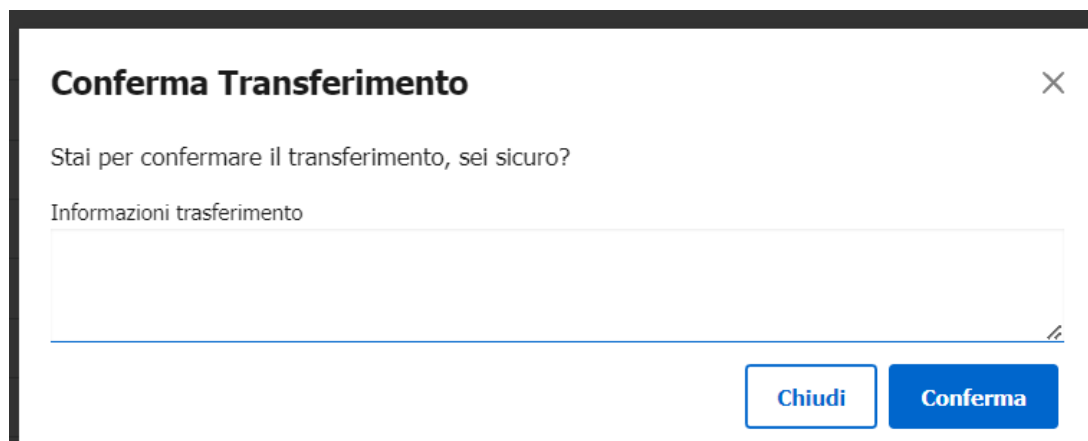 Conferma Transferimento
Stai per confermare il transferimento, sei sicuro?
Informazioni trasferimento
Chiudi
Conferma